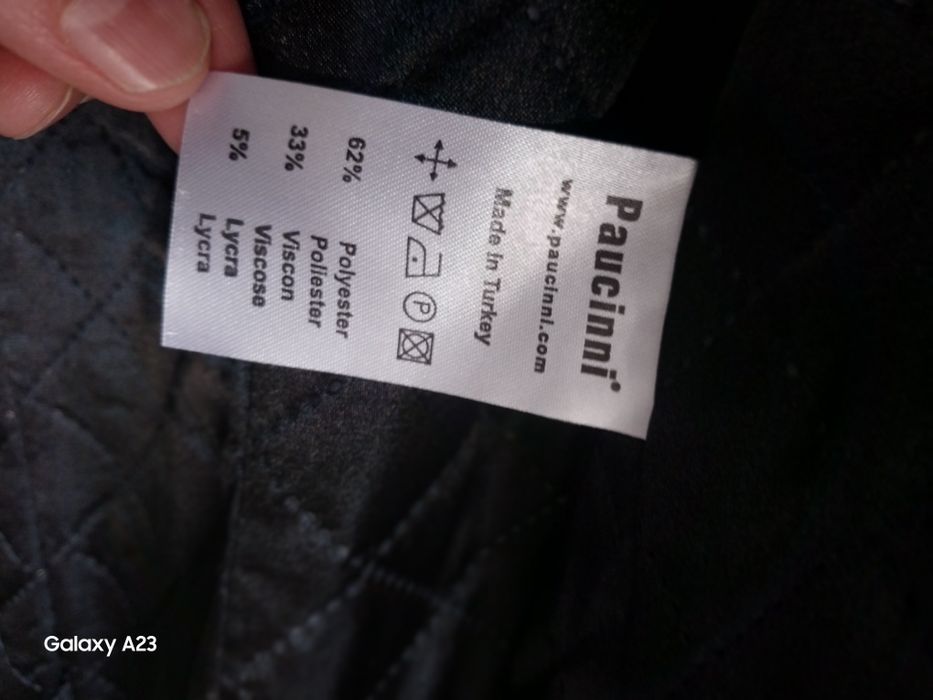 Paucinni®
www.paucinni.com
Made in Turkey
P
62% Polyester
Poliester
33% Viscon
Viscose
5% Lycra
Lycra
Galaxy A23